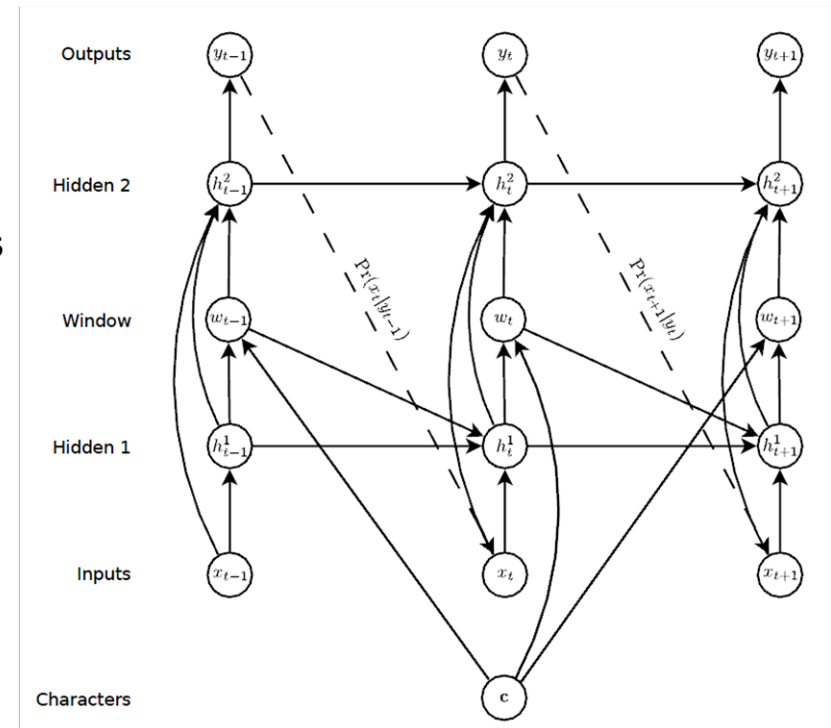 Outputs y_{t−1} y_t y_{t+1}
Hidden 2 h^2_{t−1} h^2_t h^2_{t+1}
s
Pr(x_t|y_{t−1}) Pr(x_{t+1}|y_t)
Window w_{t−1} w_t w_{t+1}
Hidden 1 h^1_{t−1} h^1_t h^1_{t+1}
Inputs x_{t−1} x_t x_{t+1}
Characters c